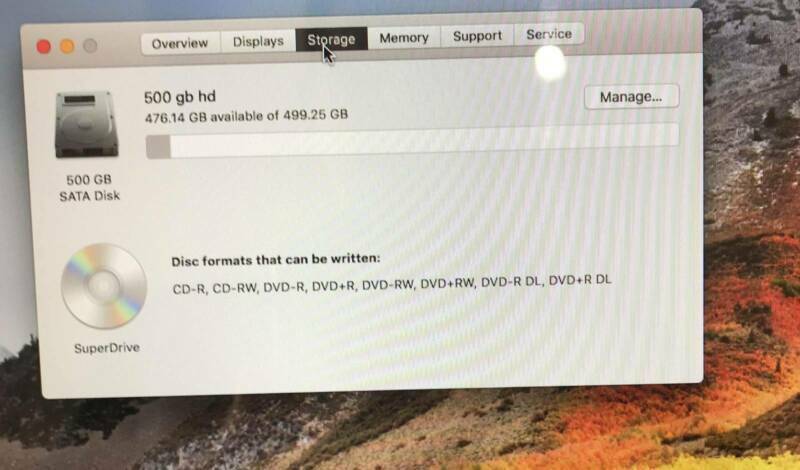 Overview Displays Storage Memory Support Service
500 gb hd
Manage...
476.14 GB available of 499.25 GB
500 GB
SATA Disk
Disc formats that can be written:
CD-R, CD-RW, DVD-R, DVD+R, DVD-RW, DVD+RW, DVD-R DL, DVD+R DL
SuperDrive